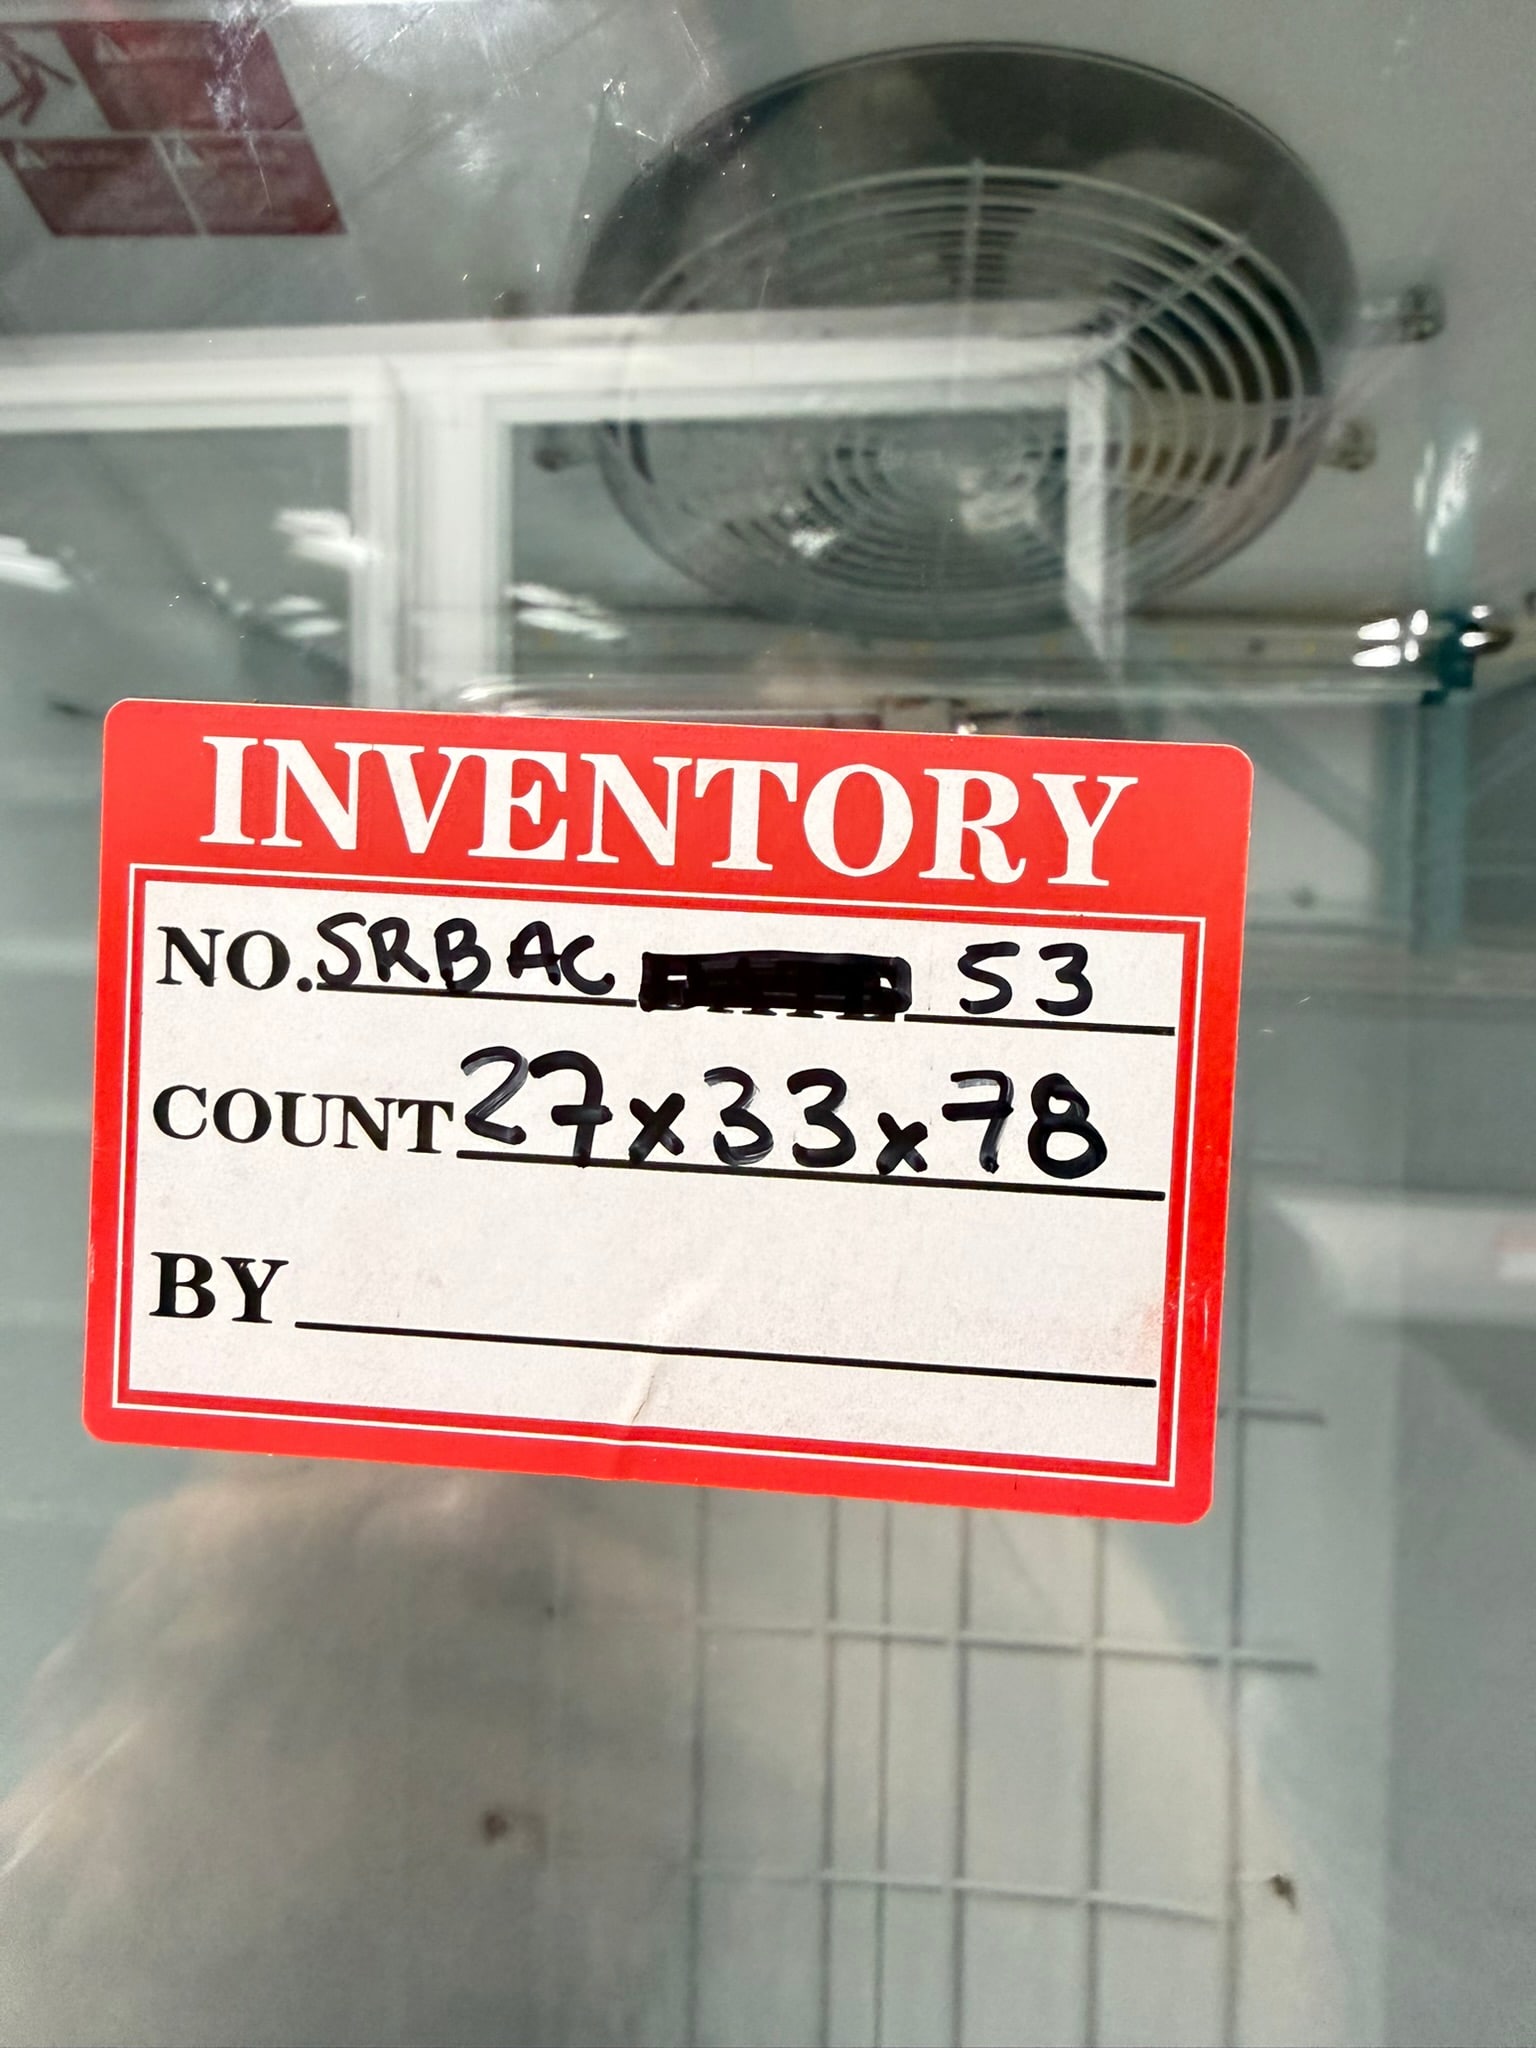 INVENTORY
NO. SRBAC 53
COUNT 27x33x78
BY